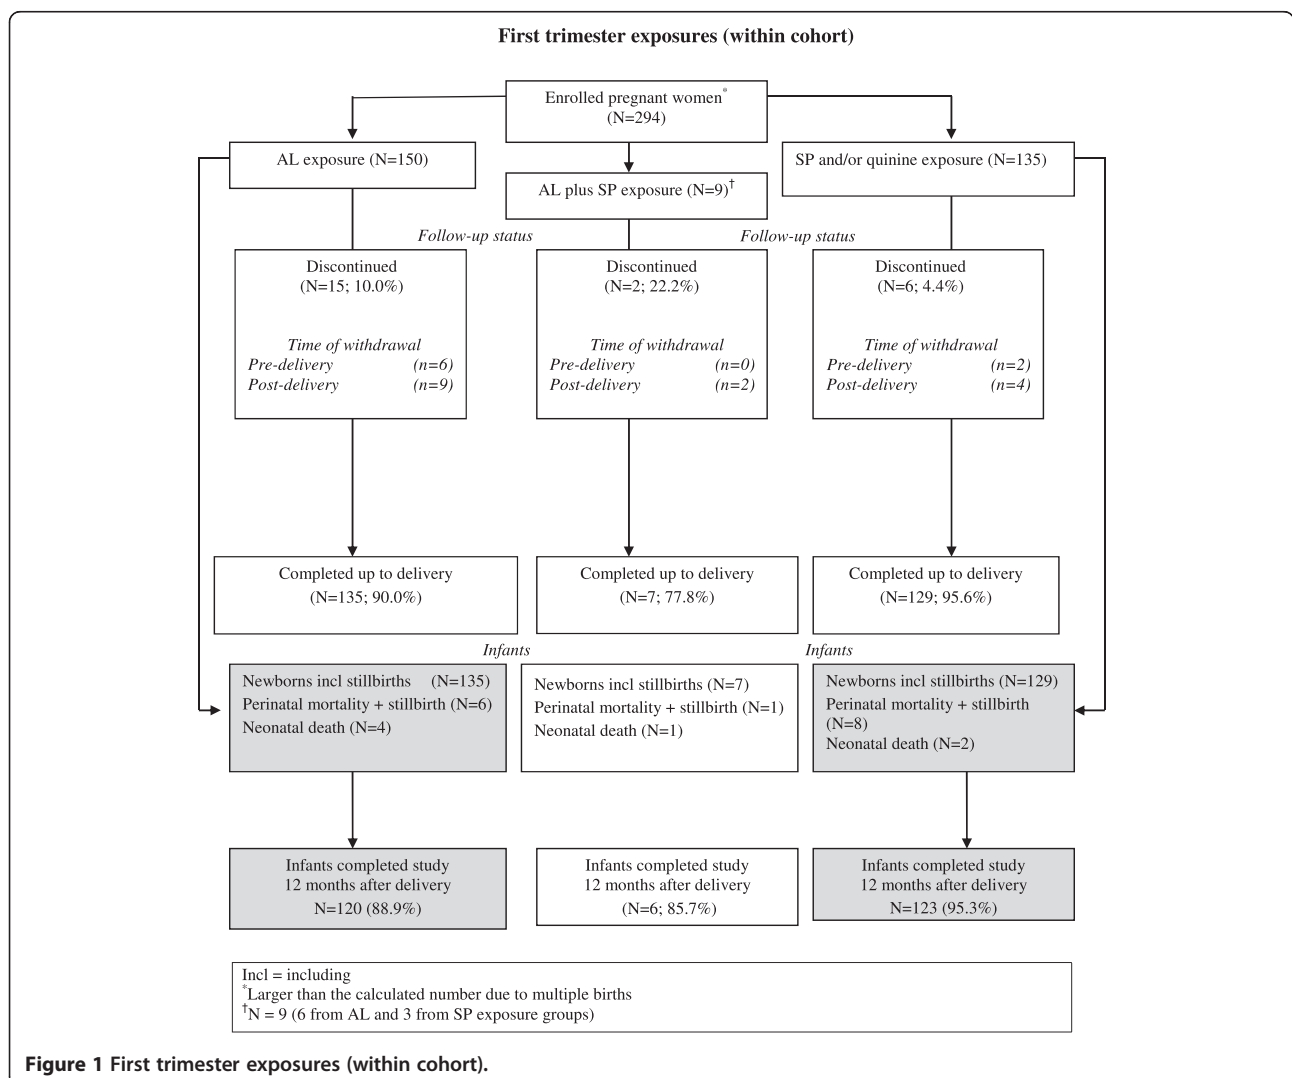 First trimester exposures (within cohort)
Enrolled pregnant women*
(N=294)
AL exposure (N=150)
AL plus SP exposure (N=9)†
SP and/or quinine exposure (N=135)
Follow-up status
Follow-up status
Discontinued
(N=15; 10.0%)
Time of withdrawal
Pre-delivery (n=6)
Post-delivery (n=9)
Discontinued
(N=2; 22.2%)
Time of withdrawal
Pre-delivery (n=0)
Post-delivery (n=2)
Discontinued
(N=6; 4.4%)
Time of withdrawal
Pre-delivery (n=2)
Post-delivery (n=4)
Completed up to delivery
(N=135; 90.0%)
Completed up to delivery
(N=7; 77.8%)
Completed up to delivery
(N=129; 95.6%)
Infants
Infants
Newborns incl stillbirths (N=135)
Perinatal mortality + stillbirth (N=6)
Neonatal death (N=4)
Newborns incl stillbirths (N=7)
Perinatal mortality + stillbirth (N=1)
Neonatal death (N=1)
Newborns incl stillbirths (N=129)
Perinatal mortality + stillbirth
(N=8)
Neonatal death (N=2)
Infants completed study
12 months after delivery
N=120 (88.9%)
Infants completed study
12 months after delivery
(N=6; 85.7%)
Infants completed study
12 months after delivery
N=123 (95.3%)
Incl = including
*Larger than the calculated number due to multiple births
†N = 9 (6 from AL and 3 from SP exposure groups)
Figure 1 First trimester exposures (within cohort).